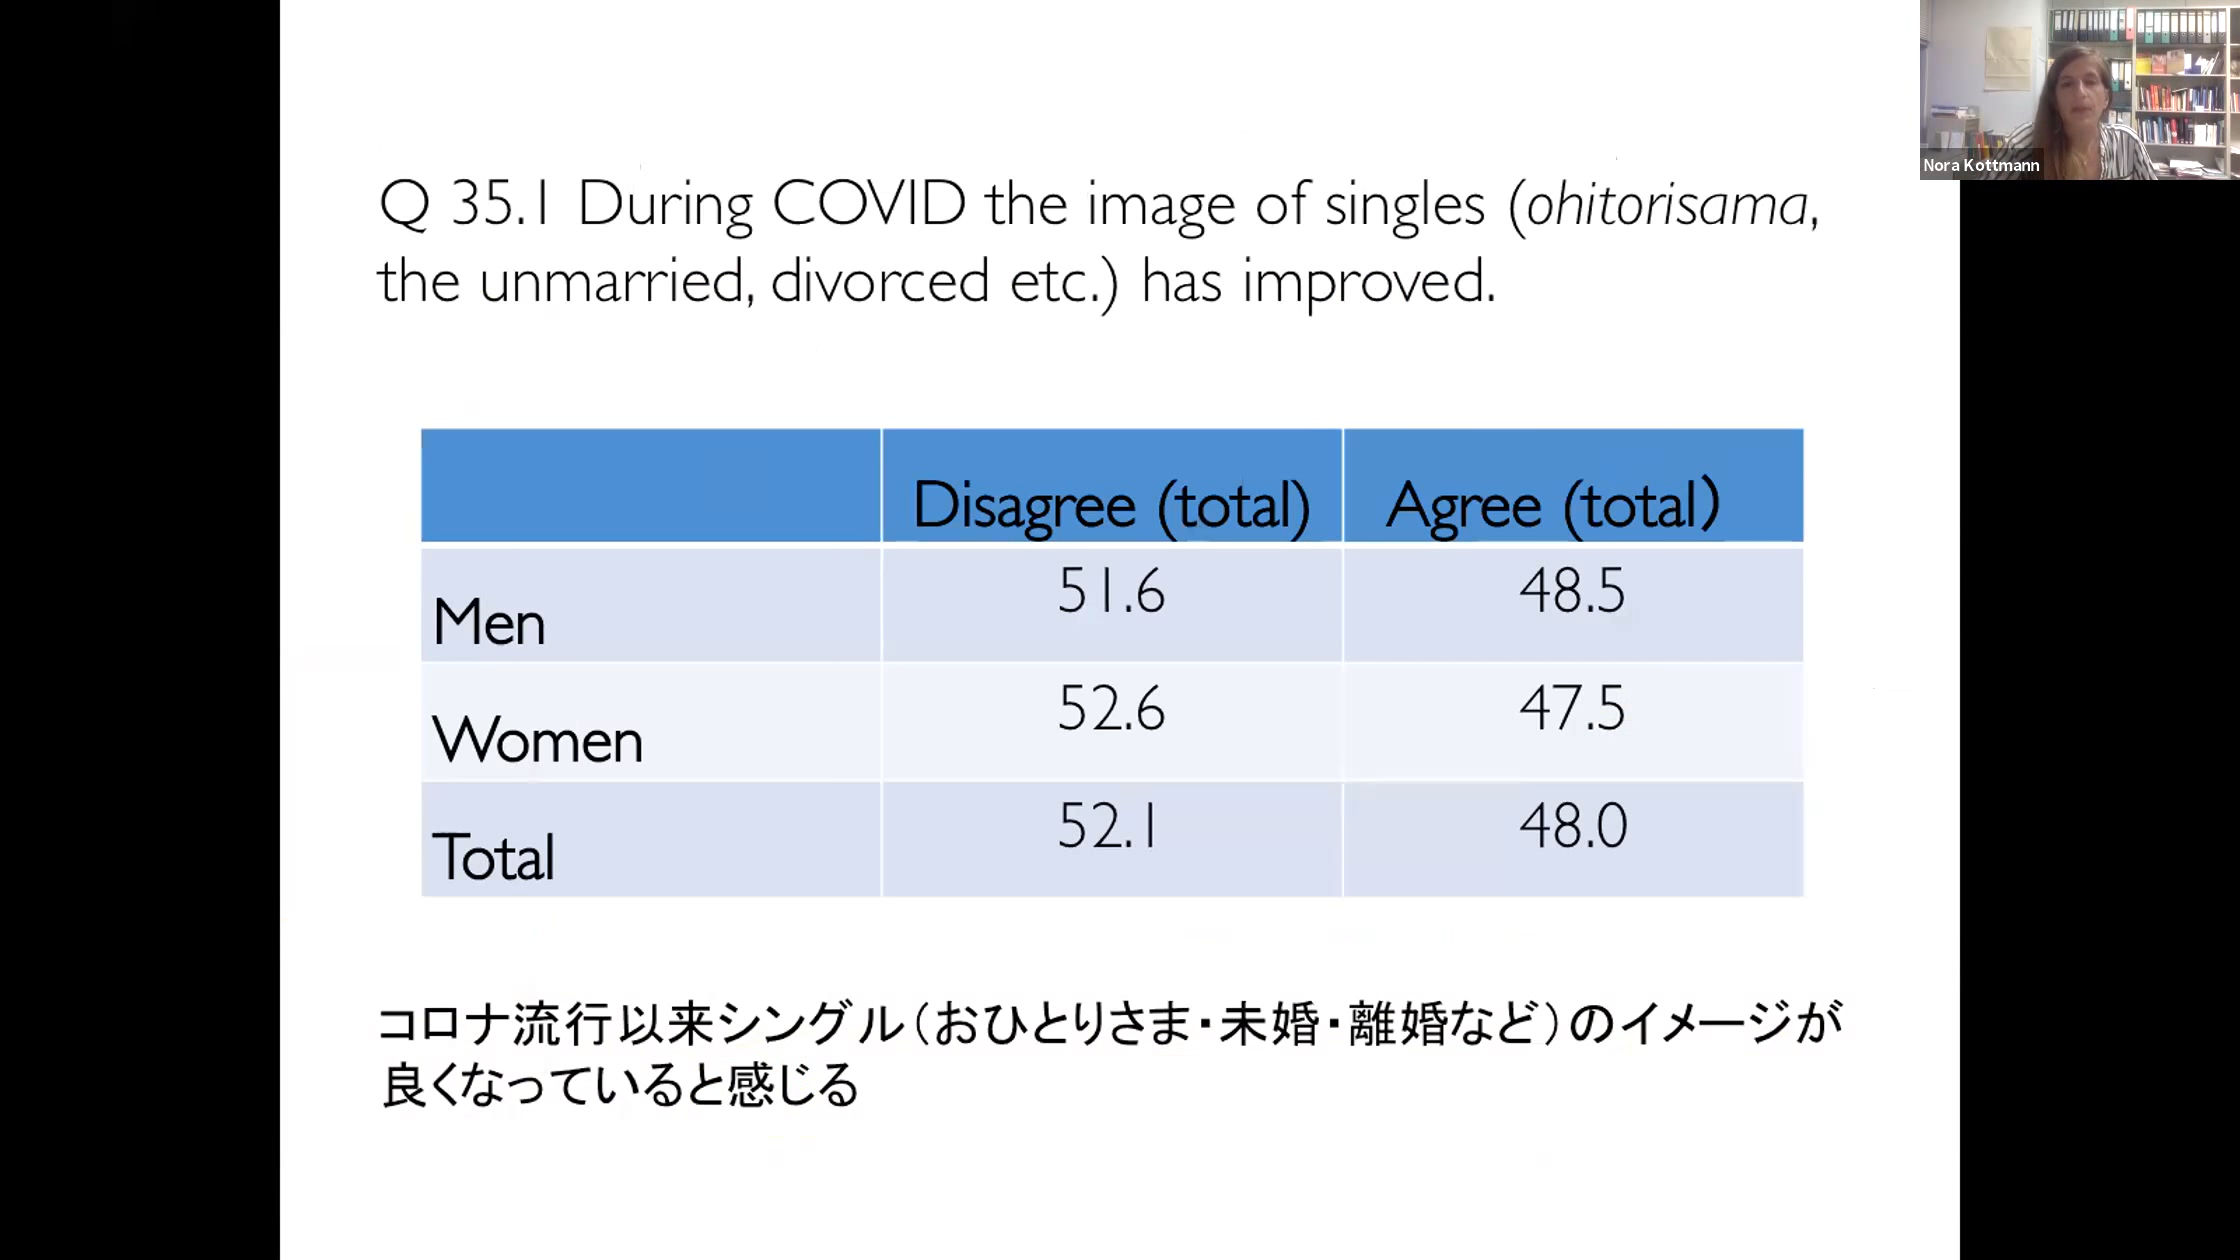 Q 35.1 During COVID the image of singles (ohitorisama,
the unmarried, divorced etc.) has improved.
Disagree (total) Agree (total)
Men 51.6 48.5
Women 52.6 47.5
Total 52.1 48.0
コロナ流行以来シングル（おひとりさま・未婚・離婚など）のイメージが
良くなっていると感じる
Nora Kottmann